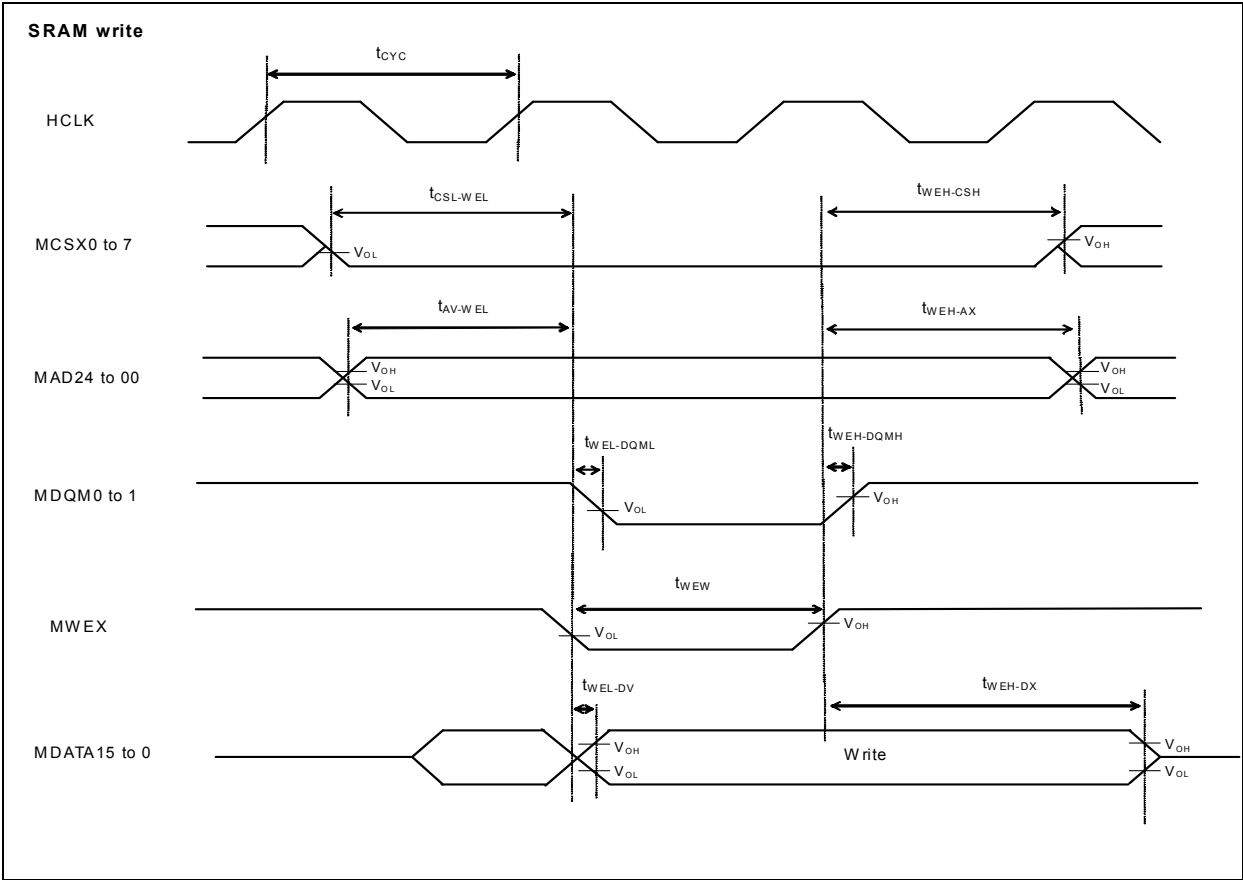 SRAM write
tCYC
HCLK
tCSL-WEL
tWEH-CSH
MCSX0 to 7
VOL
VOH
tAV-WEL
tWEH-AX
MAD24 to 00
VOH
VOL
VOH
VOL
tWEL-DQML
tWEH-DQMH
MDQM0 to 1
VOL
VOH
tWEW
MWEX
VOL
VOH
tWEL-DV
tWEH-DX
MDATA15 to 0
VOH
VOL
Write
VOH
VOL